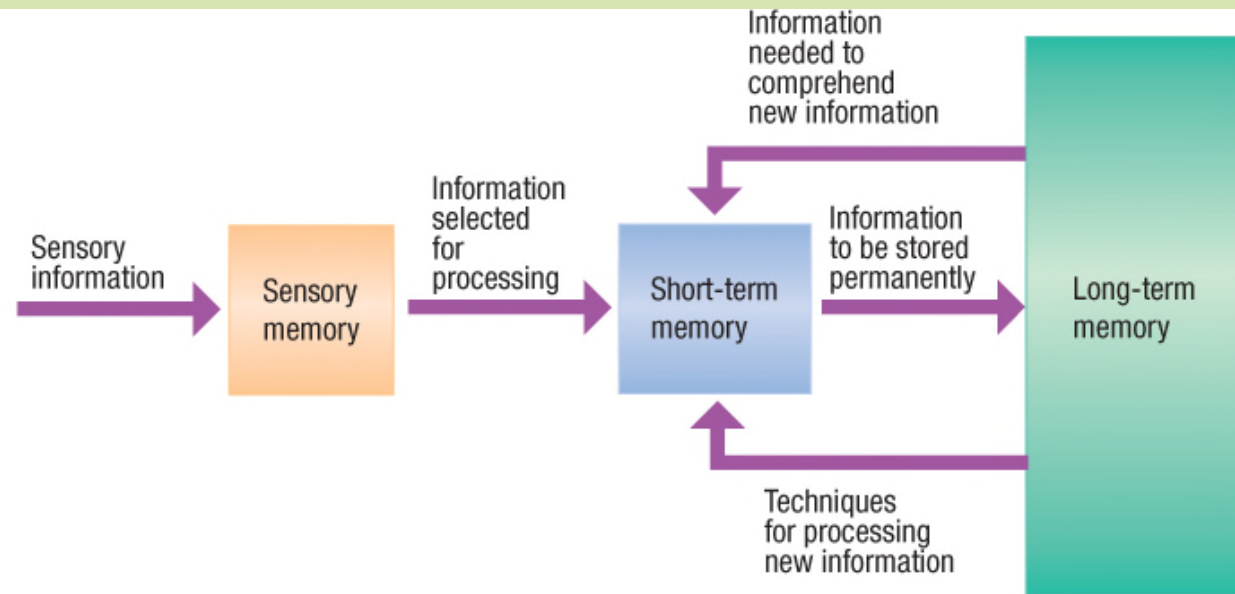 Information
needed to
comprehend
new information
Information
selected
for
processing
Information
to be stored
permanently
Sensory
information
Sensory
memory
Short-term
memory
Long-term
memory
Techniques
for processing
new information